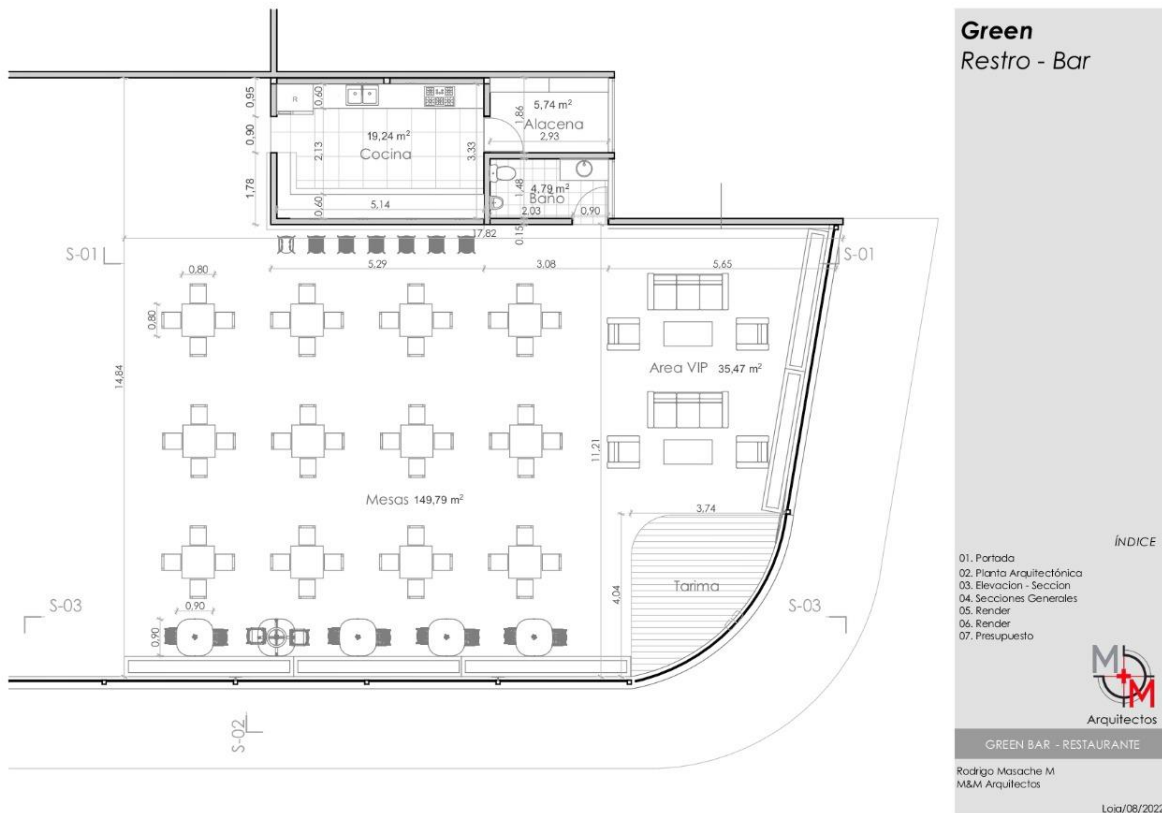 Green
Restro - Bar
0,95
0,60
R
0,90
19,24 m²
Cocina
2,13
3,33
1,78
0,60
5,14
5,74 m²
Alacena
1,86
2,93
4,79 m²
Baño
1,48
2,03
0,90
0,15
17,82
S-01
S-01
5,29
3,08
5,65
0,80
0,80
14,84
Area VIP 35,47 m²
11,21
Mesas 149,79 m²
3,74
Tarima
4,04
S-03
S-03
0,90
0,90
S-02
ÍNDICE
01. Portada
02. Planta Arquitectónica
03. Elevacion - Seccion
04. Secciones Generales
05. Render
06. Render
07. Presupuesto
M+M
Arquitectos
GREEN BAR - RESTAURANTE
Rodrigo Masache M
M&M Arquitectos
Loja/08/2022